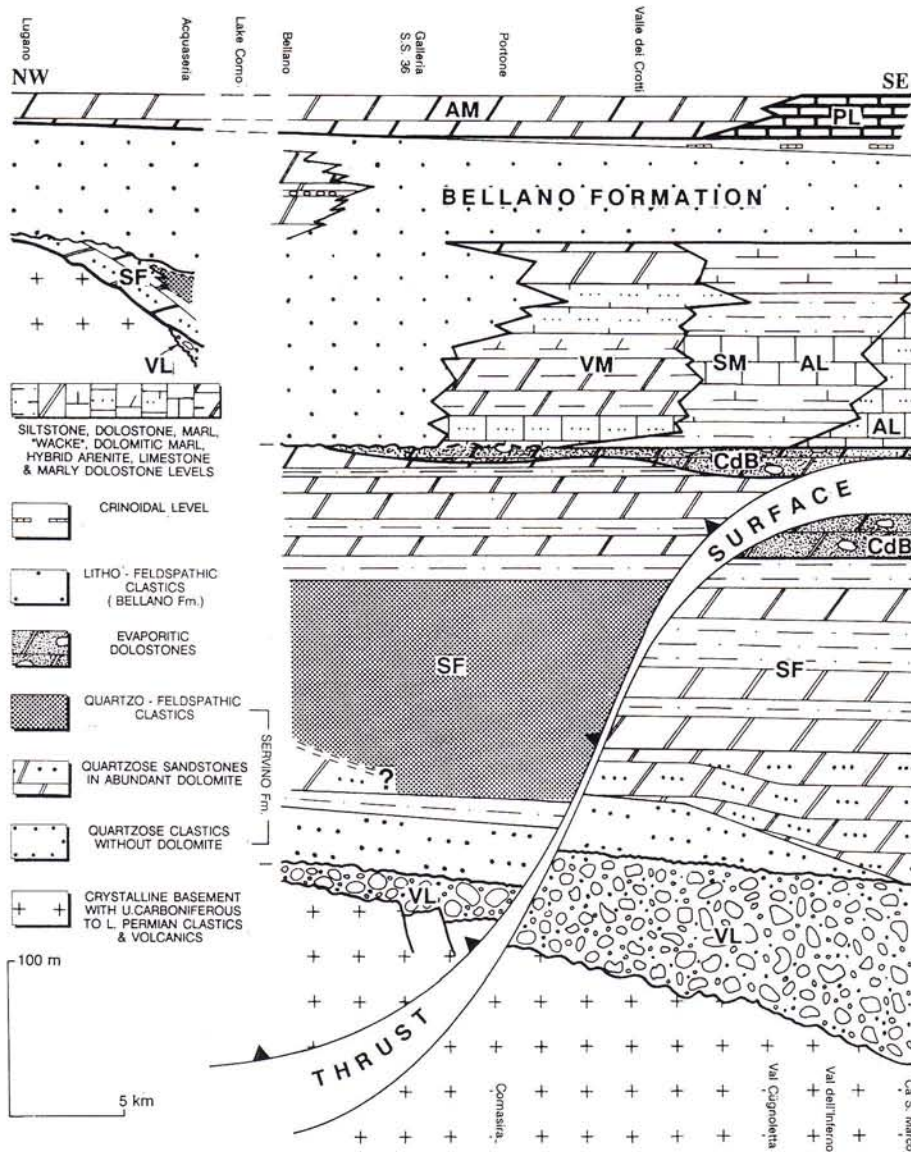 Lugano
Acquaseria
Lake Como
Bellano
Galleria
S.S. 36
Portone
Valle dei Crotti
NW
SE
AM
PL
BELLANO FORMATION
SF
VL
VM
SM
AL
AL
CdB
SURFACE
CdB
SF
SF
?
VL
VL
THRUST
SILTSTONE, DOLOSTONE, MARL,
"WACKE", DOLOMITIC MARL,
HYBRID ARENITE, LIMESTONE
& MARLY DOLOSTONE LEVELS
CRINOIDAL LEVEL
LITHO - FELDSPATHIC
CLASTICS
( BELLANO Fm. )
EVAPORITIC
DOLOSTONES
QUARTZO - FELDSPATHIC
CLASTICS
QUARTZOSE SANDSTONES
IN ABUNDANT DOLOMITE
QUARTZOSE CLASTICS
WITHOUT DOLOMITE
SERVINO Fm.
CRYSTALLINE BASEMENT
WITH U.CARBONIFEROUS
TO L. PERMIAN CLASTICS
& VOLCANICS
100 m
5 km
Cornasira
Val Cugnoletta
Val dell'Inferno
Ca S. Marco